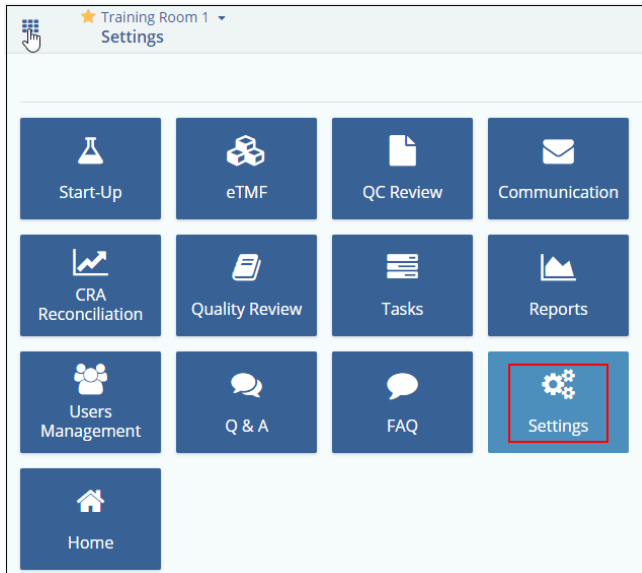 Training Room 1
Settings
Start-Up
eTMF
QC Review
Communication
CRA
Reconciliation
Quality Review
Tasks
Reports
Users
Management
Q & A
FAQ
Settings
Home